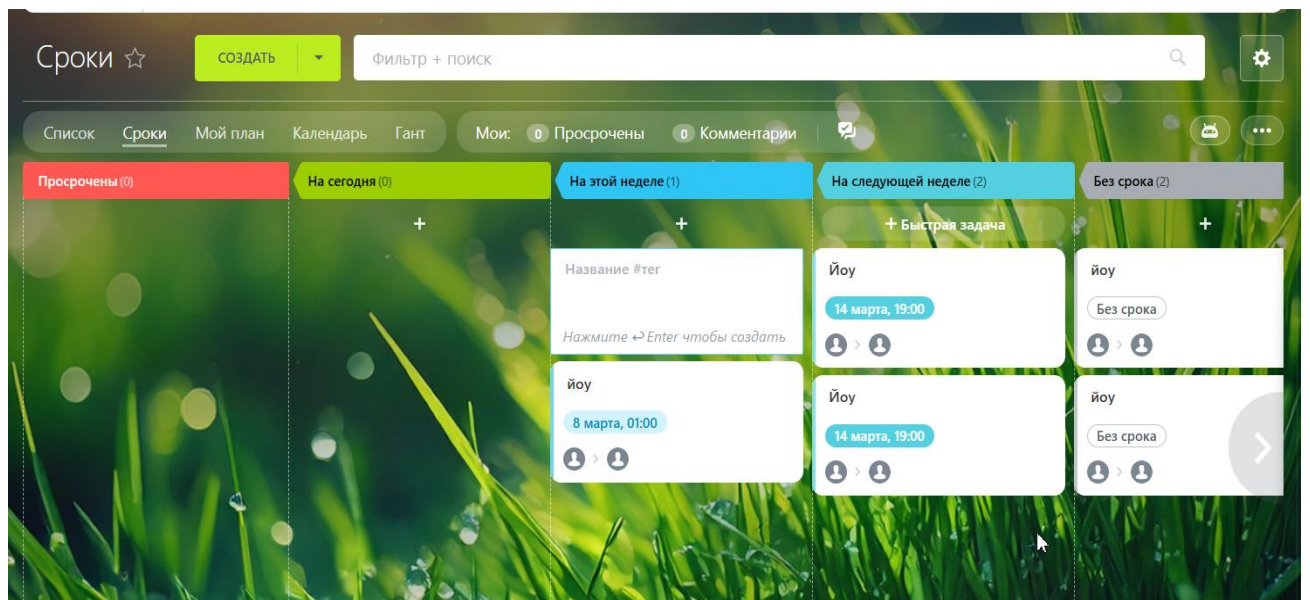 Сроки
СОЗДАТЬ
Фильтр + поиск
Список Сроки Мой план Календарь Гант Мои: 0 Просрочены 0 Комментарии
Просрочены (0)
На сегодня (0)
На этой неделе (1)
На следующей неделе (2)
Без срока (2)
+ Быстрая задача
Название #тег
Нажмите ↵ Enter чтобы создать
йоу
8 марта, 01:00
Йоу
14 марта, 19:00
Йоу
14 марта, 19:00
йоу
Без срока
йоу
Без срока